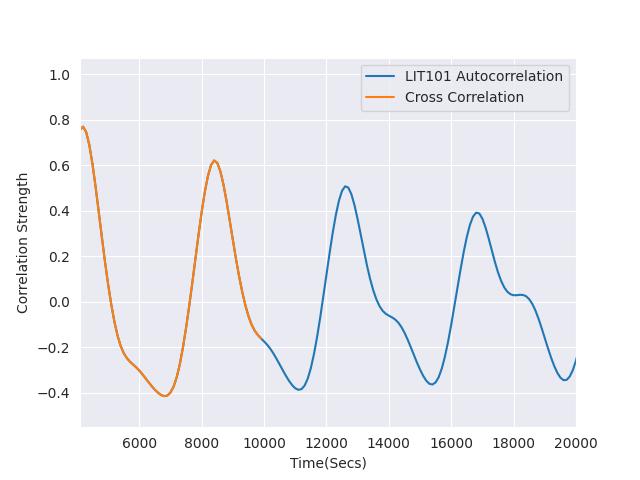 LIT101 Autocorrelation
Cross Correlation
1.0
0.8
0.6
0.4
0.2
0.0
−0.2
−0.4
Correlation Strength
6000 8000 10000 12000 14000 16000 18000 20000
Time(Secs)